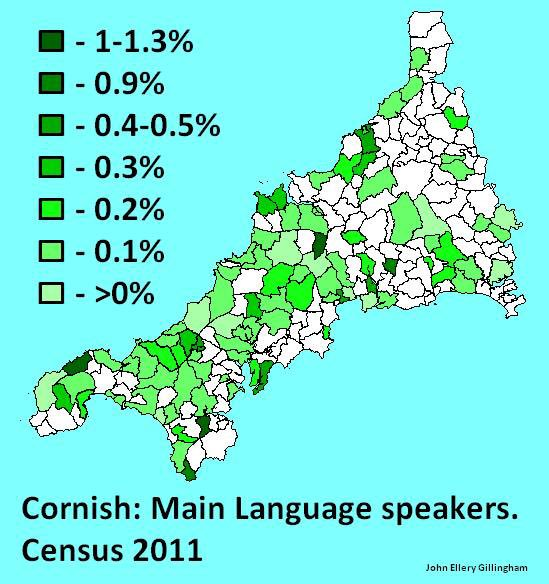 - 1-1.3%
- 0.9%
- 0.4-0.5%
- 0.3%
- 0.2%
- 0.1%
- >0%
Cornish: Main Language speakers.
Census 2011
John Ellery Gillingham